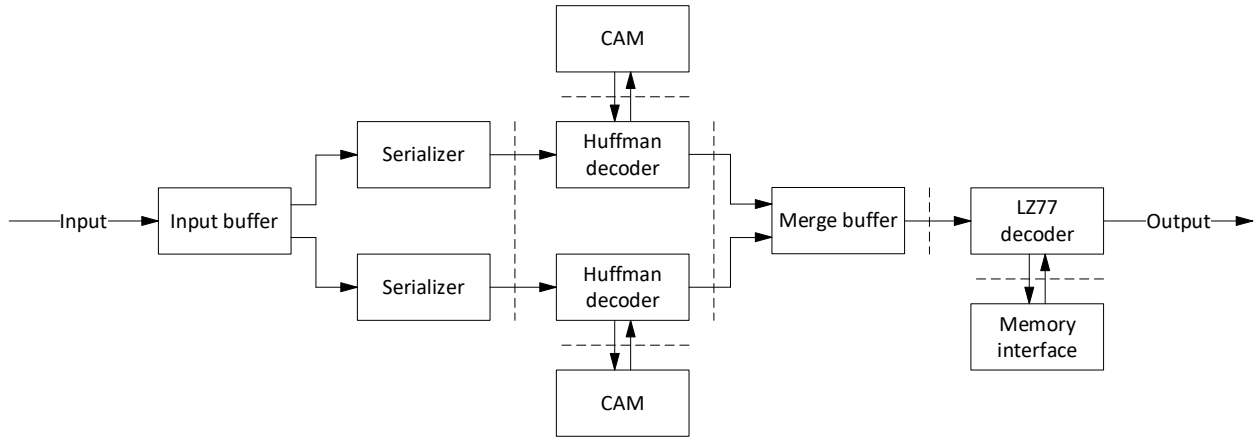 CAM
Serializer
Huffman
decoder
Input
Input buffer
Merge buffer
LZ77
decoder
Output
Serializer
Huffman
decoder
Memory
interface
CAM